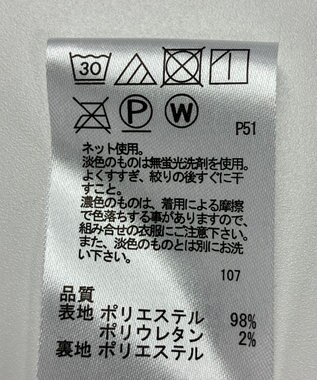 30
P W
P51
ネット使用。
淡色のものは無蛍光洗剤を使用。
よくすすぎ、絞りの後すぐに干
すこと。
濃色のものは、着用による摩擦
で色落ちする事がありますので、
組み合せの衣服にご注意下さい。
また、淡色のものとは別にお洗
い下さい。
107
品質
表地 ポリエステル 98%
ポリウレタン 2%
裏地 ポリエステル